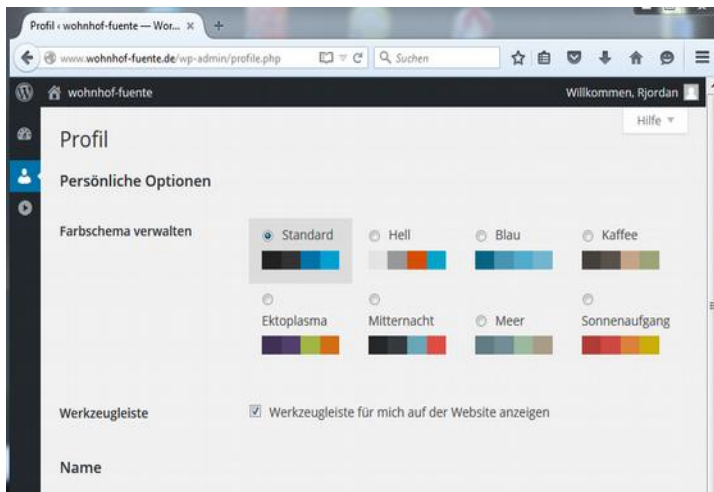 Profil ‹ wohnhof-fuente — Wor...
www.wohnhof-fuente.de/wp-admin/profile.php
Suchen
wohnhof-fuente
Willkommen, Rjordan
Hilfe
Profil
Persönliche Optionen
Farbschema verwalten
Standard
Hell
Blau
Kaffee
Ektoplasma
Mitternacht
Meer
Sonnenaufgang
Werkzeugleiste
Werkzeugleiste für mich auf der Website anzeigen
Name